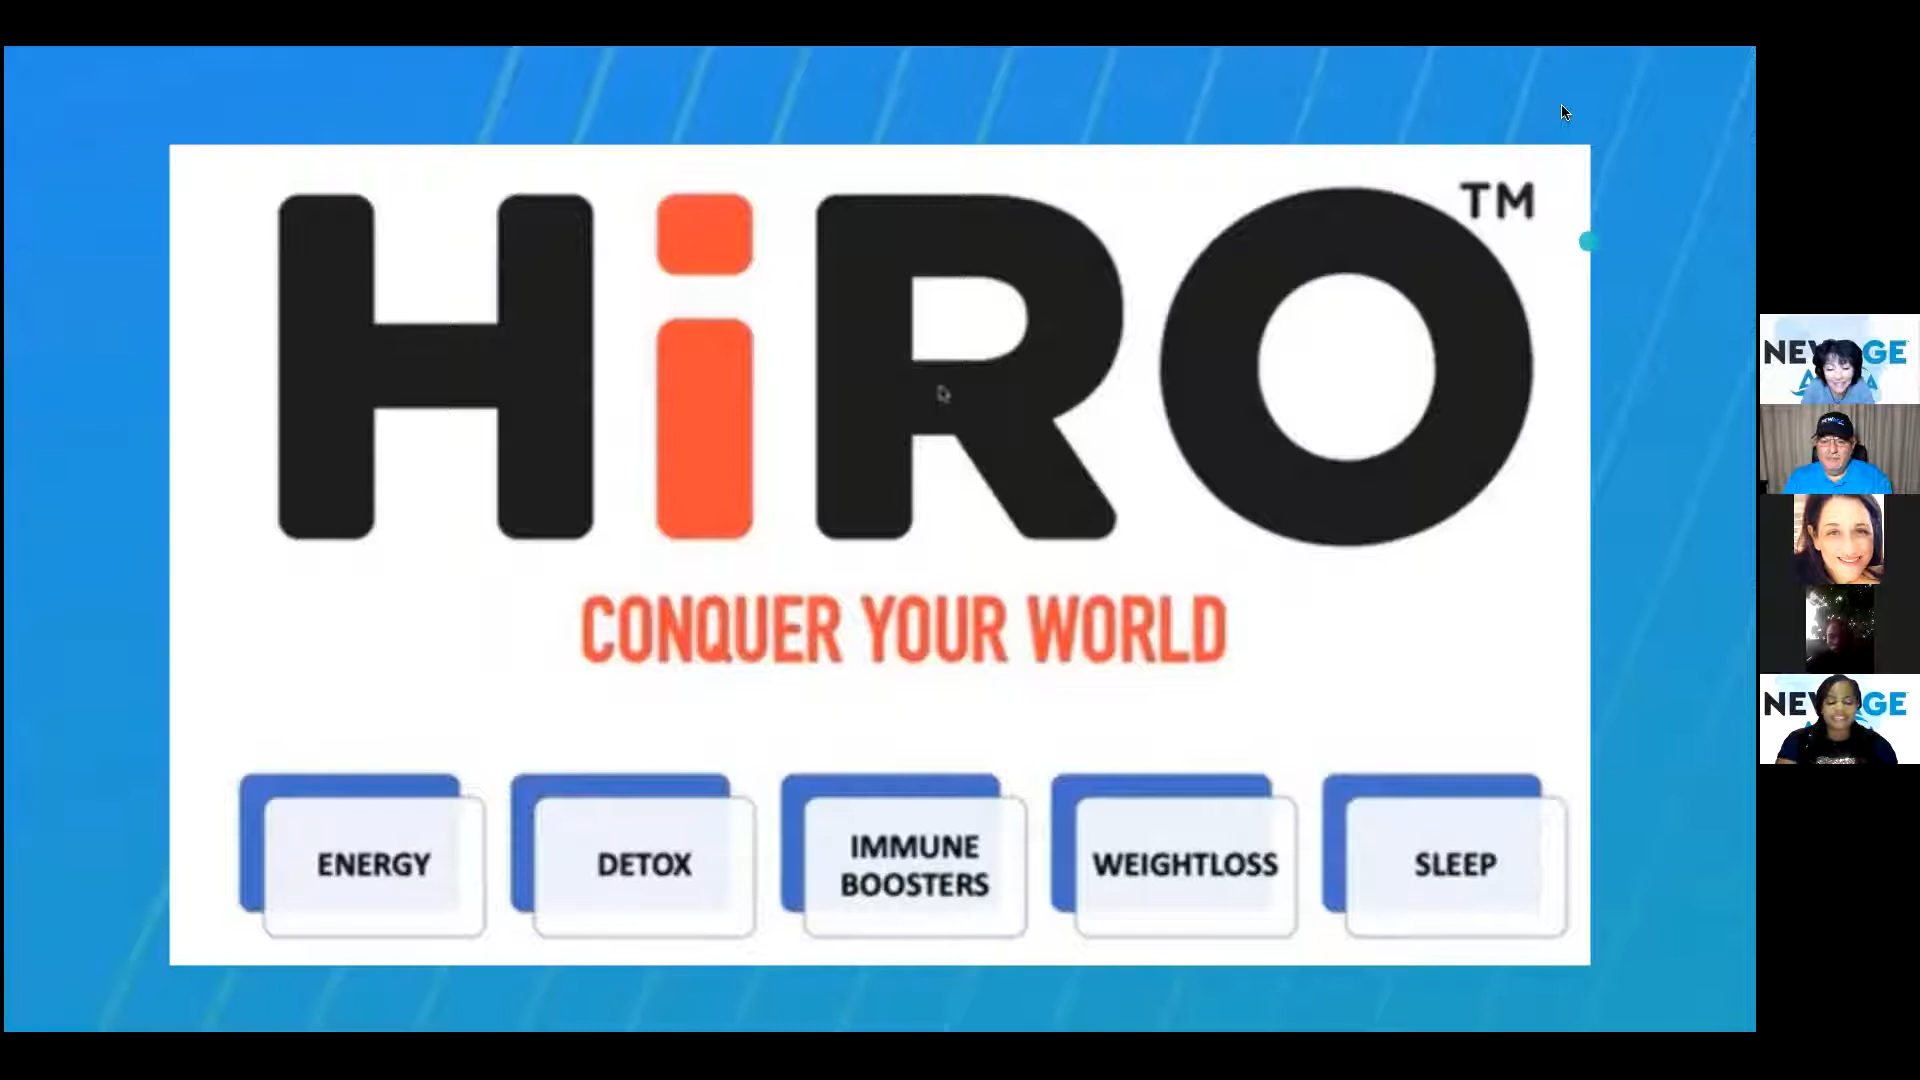 HiRO™
CONQUER YOUR WORLD
ENERGY
DETOX
IMMUNE
BOOSTERS
WEIGHTLOSS
SLEEP